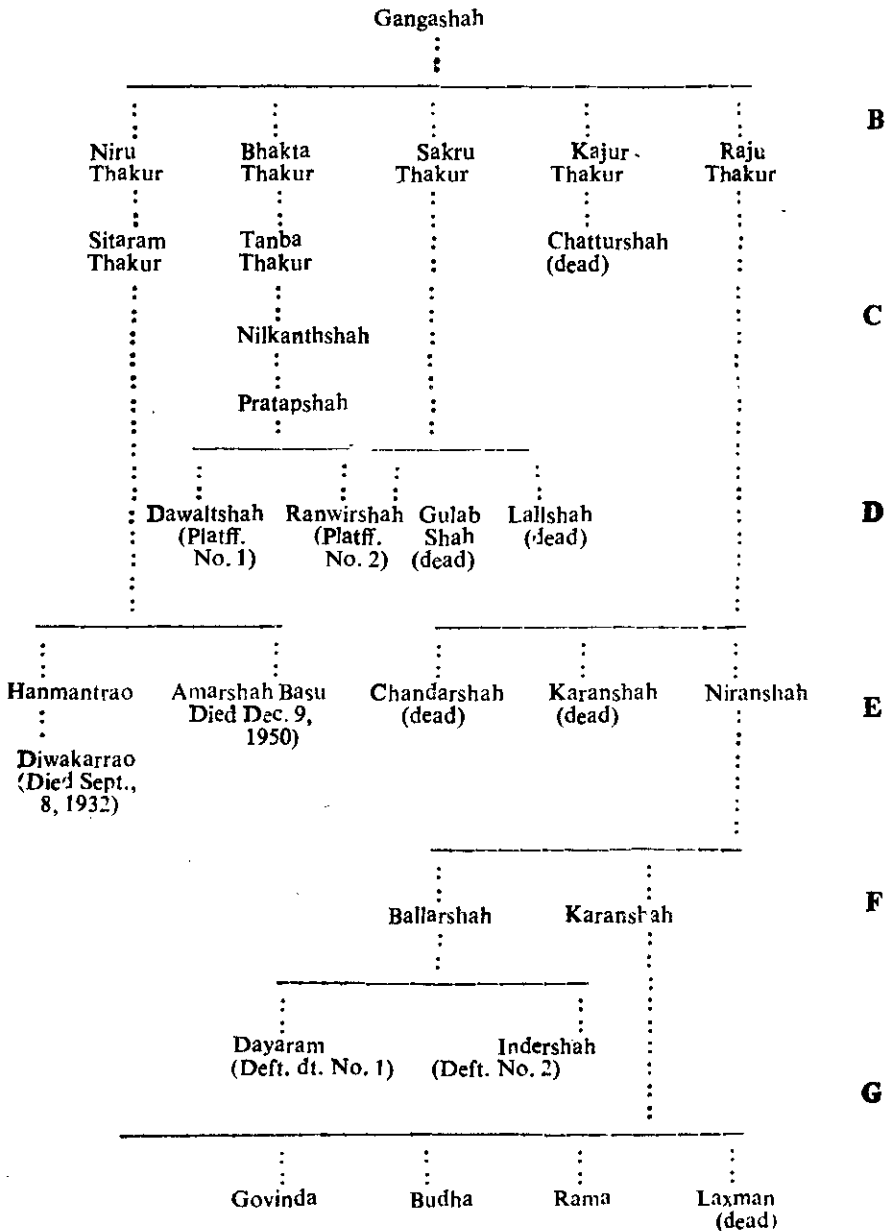 Gangashah
B
Niru Bhakta Sakru Kajur Raju
Thakur Thakur Thakur Thakur Thakur
Sitaram Tanba Chatturshah
Thakur Thakur (dead)
C
Nilkanthshah
Pratapshah
Dawaltshah Ranwirshah Gulab Lallshah D
(Platff. (Platff. Shah (dead)
No. 1) No. 2) (dead)
Hanmantrao Amarshah Basu Chandarshah Karanshah Niranshah
Died Dec. 9, (dead) (dead) E
1950)
Diwakarrao
(Died Sept.,
8, 1932)
Ballarshah Karanshah F
Dayaram Indershah
(Deft. dt. No. 1) (Deft. No. 2)
G
Govinda Budha Rama Laxman
(dead)